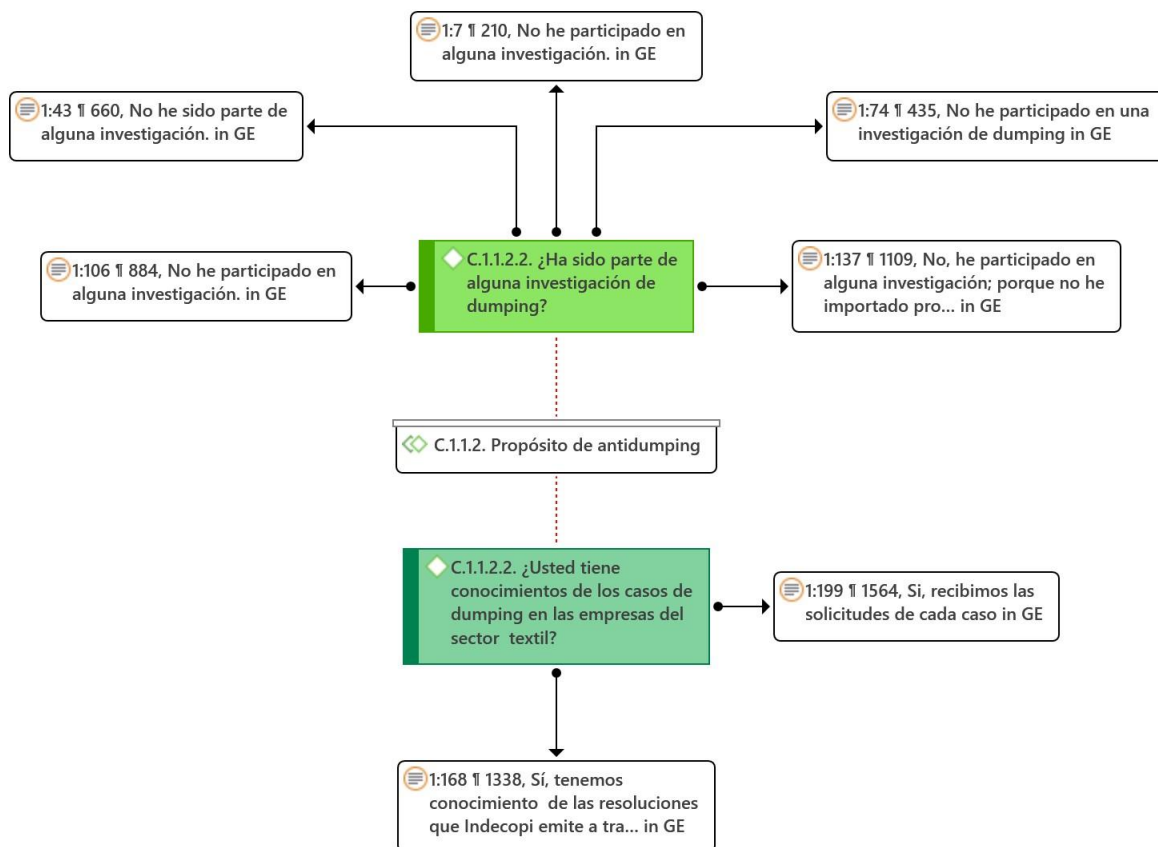 1:7 ¶ 210, No he participado en
alguna investigación. in GE
1:43 ¶ 660, No he sido parte de
alguna investigación. in GE
1:74 ¶ 435, No he participado en una
investigación de dumping in GE
1:106 ¶ 884, No he participado en
alguna investigación. in GE
C.1.1.2.2. ¿Ha sido parte de
alguna investigación de
dumping?
1:137 ¶ 1109, No, he participado en
alguna investigación; porque no he
importado pro... in GE
C.1.1.2. Propósito de antidumping
C.1.1.2.2. ¿Usted tiene
conocimientos de los casos de
dumping en las empresas del
sector  textil?
1:199 ¶ 1564, Si, recibimos las
solicitudes de cada caso in GE
1:168 ¶ 1338, Sí, tenemos
conocimiento  de las resoluciones
que Indecopi emite a tra... in GE